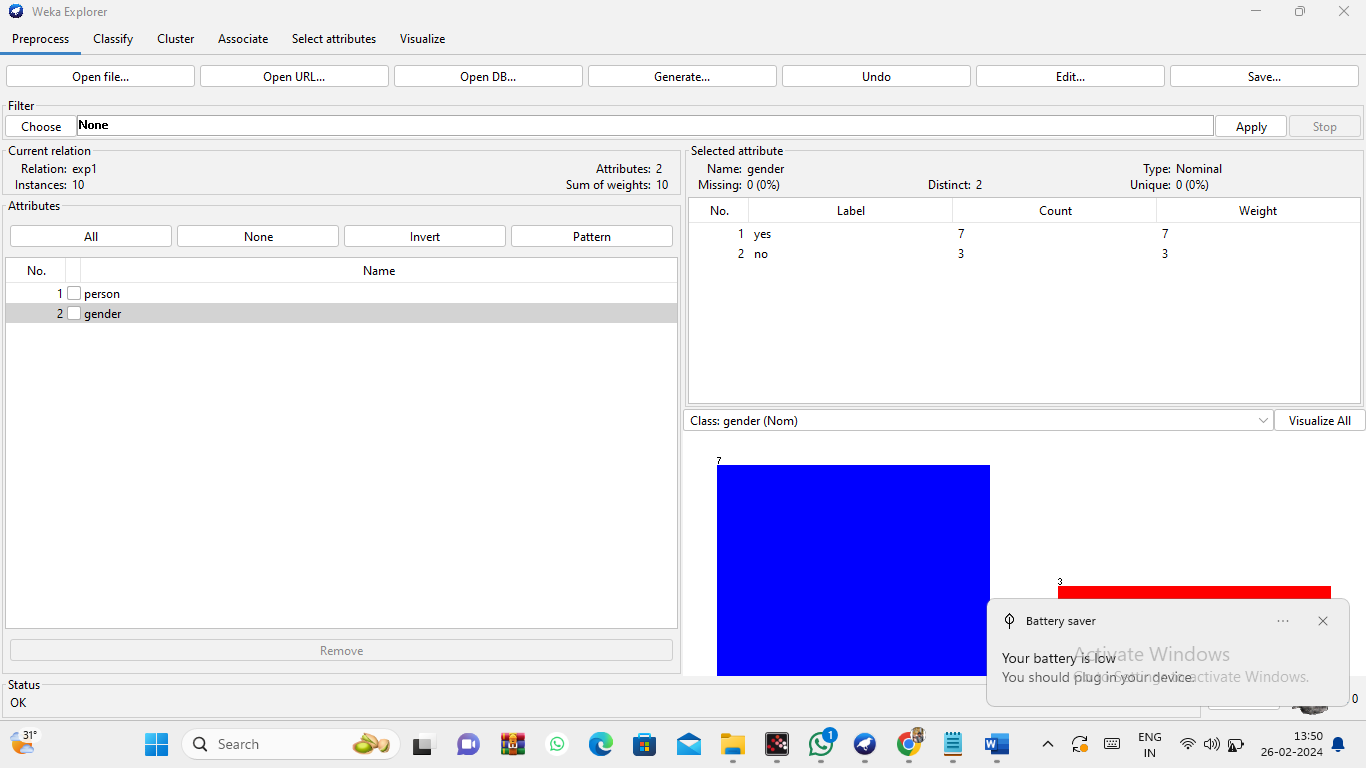 Weka Explorer
Preprocess Classify Cluster Associate Select attributes Visualize
Open file... Open URL... Open DB... Generate... Undo Edit... Save...
Filter
Choose None Apply Stop
Current relation
Relation: exp1 Attributes: 2
Instances: 10 Sum of weights: 10
Attributes
All None Invert Pattern
No. Name
1 person
2 gender
Remove
Selected attribute
Name: gender Type: Nominal
Missing: 0 (0%) Distinct: 2 Unique: 0 (0%)
No. Label Count Weight
1 yes 7 7
2 no 3 3
Class: gender (Nom) Visualize All
7
3
Battery saver
Your battery is low
You should plug in your device.
Activate Windows
Go to Settings to activate Windows.
Status
OK
0
31°
Search
1
ENG
IN
13:50
26-02-2024